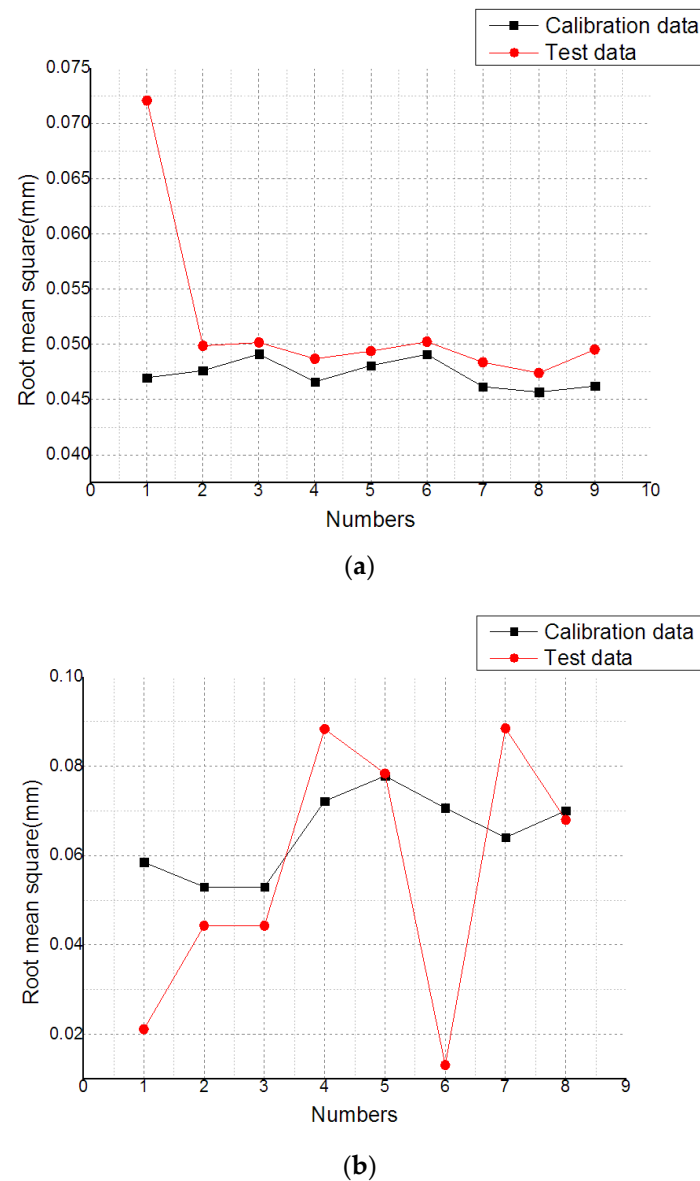 Calibration data
Test data
0.075
0.070
0.065
0.060
0.055
0.050
0.045
0.040
Root mean square(mm)
0 1 2 3 4 5 6 7 8 9 10
Numbers
(a)
Calibration data
Test data
0.10
0.08
0.06
0.04
0.02
Root mean square(mm)
0 1 2 3 4 5 6 7 8 9
Numbers
(b)